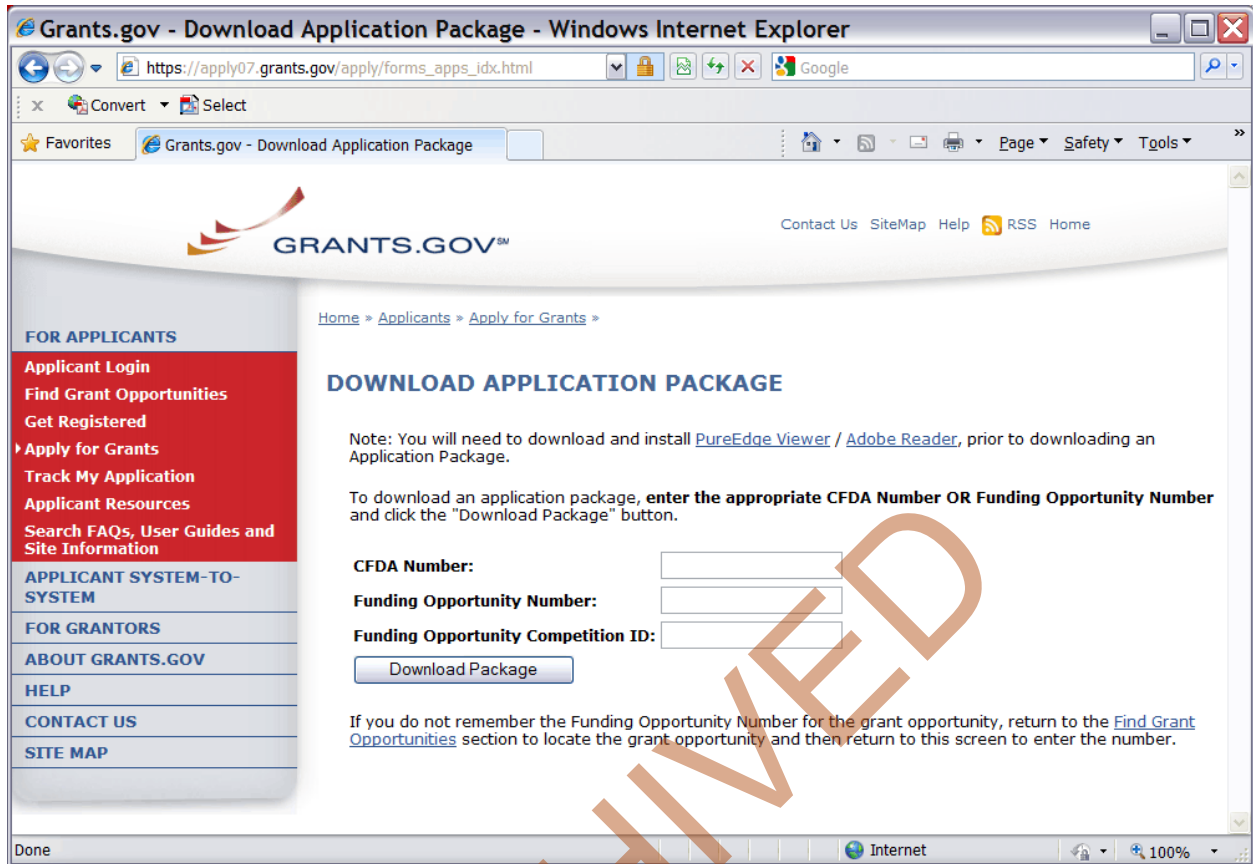 Grants.gov - Download Application Package - Windows Internet Explorer
https://apply07.grants.gov/apply/forms_apps_idx.html
Google
x Convert Select
Favorites Grants.gov - Download Application Package Page Safety Tools »
GRANTS.GOV℠
Contact Us SiteMap Help RSS Home
Home » Applicants » Apply for Grants »
FOR APPLICANTS
Applicant Login
Find Grant Opportunities
Get Registered
Apply for Grants
Track My Application
Applicant Resources
Search FAQs, User Guides and
Site Information
APPLICANT SYSTEM-TO-
SYSTEM
FOR GRANTORS
ABOUT GRANTS.GOV
HELP
CONTACT US
SITE MAP
DOWNLOAD APPLICATION PACKAGE
Note: You will need to download and install PureEdge Viewer / Adobe Reader, prior to downloading an
Application Package.
To download an application package, enter the appropriate CFDA Number OR Funding Opportunity Number
and click the "Download Package" button.
CFDA Number:
Funding Opportunity Number:
Funding Opportunity Competition ID:
Download Package
If you do not remember the Funding Opportunity Number for the grant opportunity, return to the Find Grant
Opportunities section to locate the grant opportunity and then return to this screen to enter the number.
HIVED
Done Internet 100%